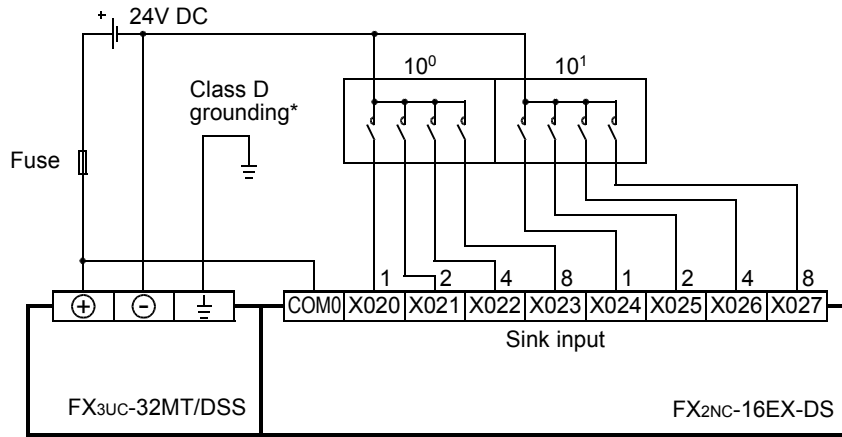 + 24V DC
10⁰ 10¹
Class D
grounding*
Fuse
1 2 4 8 1 2 4 8
+ - COM0 X020 X021 X022 X023 X024 X025 X026 X027
Sink input
FX3UC-32MT/DSS FX2NC-16EX-DS